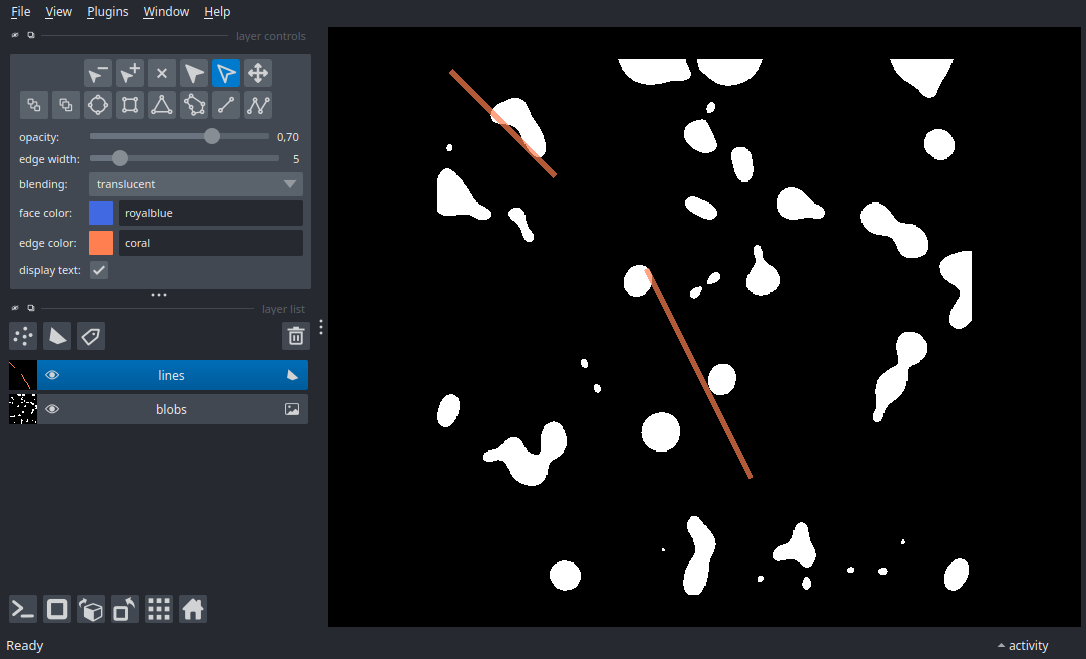 File View Plugins Window Help
layer controls
opacity: 0,70
edge width: 5
blending: translucent
face color: royalblue
edge color: coral
display text:
layer list
lines
blobs
Ready
activity